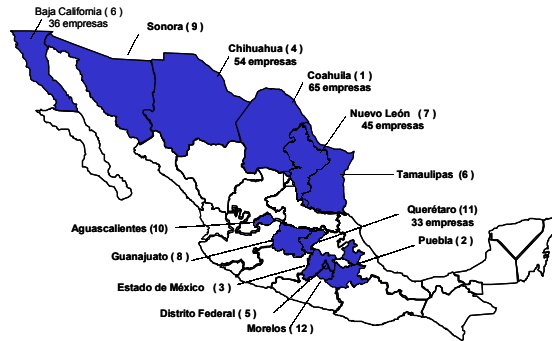 Baja California ( 6 )
36 empresas
Sonora ( 9 )
Chihuahua ( 4 )
54 empresas
Coahuila ( 1 )
65 empresas
Nuevo León ( 7 )
45 empresas
Tamaulipas ( 6 )
Aguascalientes ( 10 )
Querétaro ( 11 )
33 empresas
Guanajuato ( 8 )
Puebla ( 2 )
Estado de México ( 3 )
Distrito Federal ( 5 )
Morelos ( 12 )